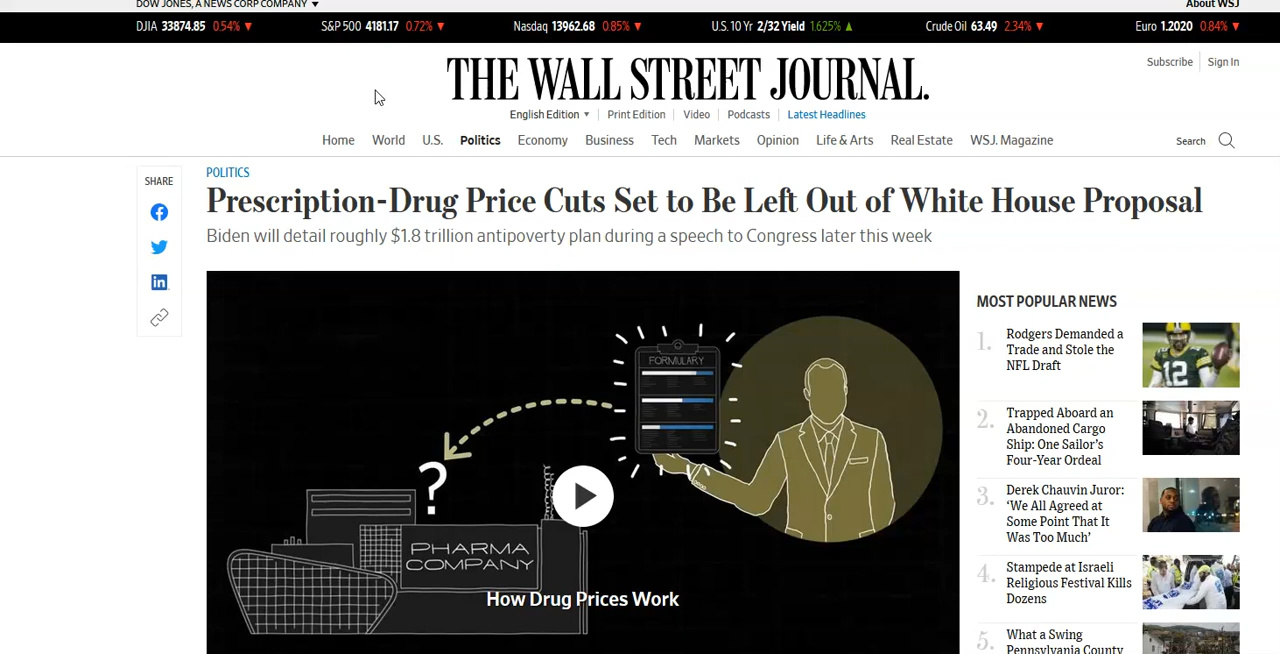 DOW JONES, A NEWS CORP COMPANY
About WSJ
DJIA 33874.85 0.54% ▼ S&P 500 4181.17 0.72% ▼ Nasdaq 13962.68 0.85% ▼ U.S. 10 Yr 2/32 Yield 1.625% ▲ Crude Oil 63.49 2.34% ▼ Euro 1.2020 0.84% ▼
THE WALL STREET JOURNAL.
Subscribe Sign In
English Edition Print Edition Video Podcasts Latest Headlines
Home World U.S. Politics Economy Business Tech Markets Opinion Life & Arts Real Estate WSJ. Magazine Search
SHARE
POLITICS
Prescription-Drug Price Cuts Set to Be Left Out of White House Proposal
Biden will detail roughly $1.8 trillion antipoverty plan during a speech to Congress later this week
FORMULARY
?
PHARMA
COMPANY
How Drug Prices Work
MOST POPULAR NEWS
1.
Rodgers Demanded a
Trade and Stole the
NFL Draft
12
2.
Trapped Aboard an
Abandoned Cargo
Ship: One Sailor's
Four-Year Ordeal
3.
Derek Chauvin Juror:
‘We All Agreed at
Some Point That It
Was Too Much’
4.
Stampede at Israeli
Religious Festival Kills
Dozens
5.
What a Swing
Pennsylvania County